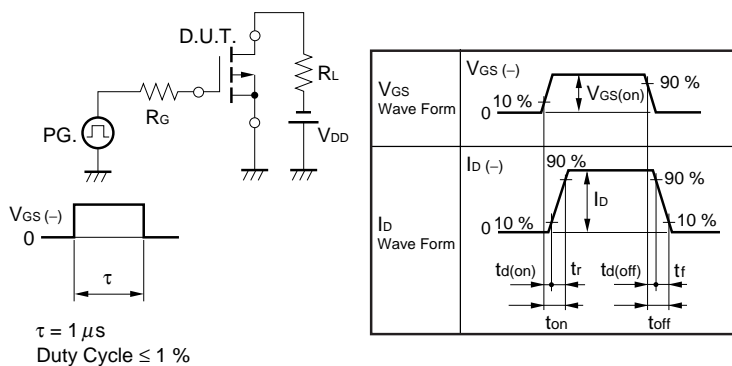 D.U.T.
RL
RG
PG.
VDD
VGS (−)
0
τ
τ = 1 μs
Duty Cycle ≤ 1 %
VGS
Wave Form
VGS (−)
10 %
0
VGS(on)
90 %
ID
Wave Form
ID (−)
90 %
90 %
ID
0 10 %
10 %
td(on) tr td(off) tf
ton toff